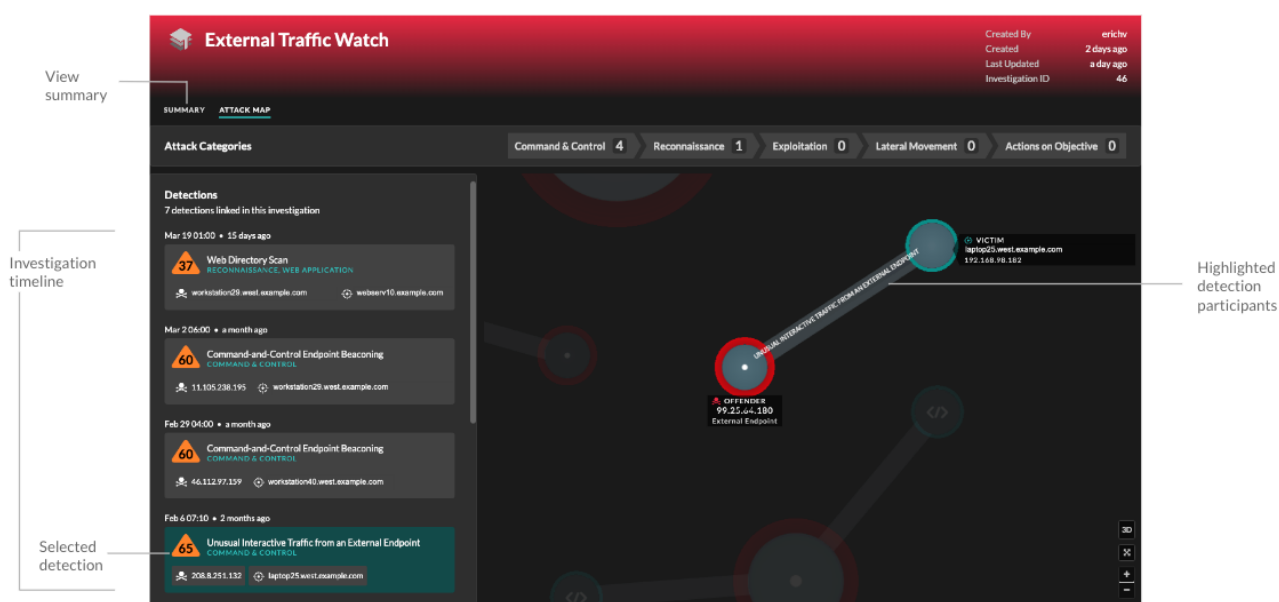 External Traffic Watch
Created By erichv
Created 2 days ago
Last Updated a day ago
Investigation ID 46
View
summary
SUMMARY ATTACK MAP
Attack Categories
Command & Control 4 Reconnaissance 1 Exploitation 0 Lateral Movement 0 Actions on Objective 0
Detections
7 detections linked in this investigation
Investigation
timeline
Mar 19 01:00 • 15 days ago
37 Web Directory Scan
RECONNAISSANCE, WEB APPLICATION
workstation29.west.example.com webserv10.example.com
Mar 2 06:00 • a month ago
60 Command-and-Control Endpoint Beaconing
COMMAND & CONTROL
11.105.238.195 workstation29.west.example.com
Feb 29 04:00 • a month ago
60 Command-and-Control Endpoint Beaconing
COMMAND & CONTROL
46.112.97.159 workstation40.west.example.com
Feb 6 07:10 • 2 months ago
Selected
detection
65 Unusual Interactive Traffic from an External Endpoint
COMMAND & CONTROL
208.8.251.132 laptop25.west.example.com
VICTIM
laptop25.west.example.com
192.168.98.182
UNUSUAL INTERACTIVE TRAFFIC FROM AN EXTERNAL ENDPOINT
OFFENDER
99.25.64.180
External Endpoint
Highlighted
detection
participants
3D
+
−